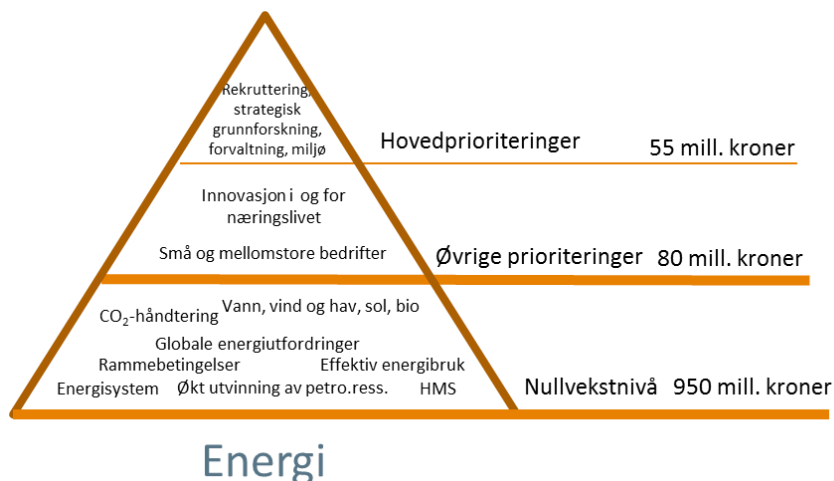 Rekruttering,
strategisk
grunnforskning,
forvaltning, miljø
Hovedprioriteringer 55 mill. kroner
Innovasjon i og for
næringslivet
Små og mellomstore bedrifter
Øvrige prioriteringer 80 mill. kroner
CO₂-håndtering Vann, vind og hav, sol, bio
Globale energiutfordringer
Rammebetingelser Effektiv energibruk
Energisystem Økt utvinning av petro.ress. HMS
Nullvekstnivå 950 mill. kroner
Energi